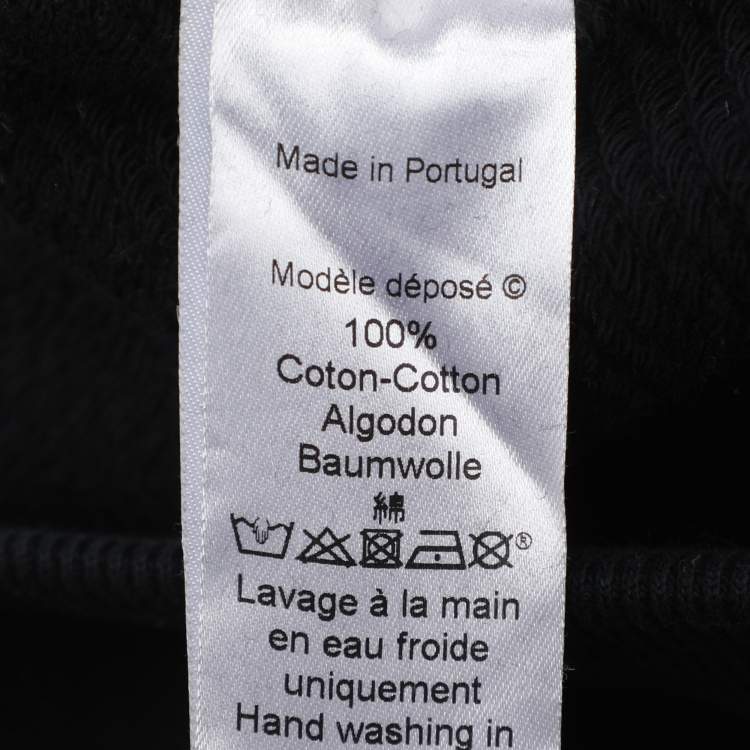 Made in Portugal
Modèle déposé ©
100%
Coton-Cotton
Algodon
Baumwolle
綿
®
Lavage à la main
en eau froide
uniquement
Hand washing in